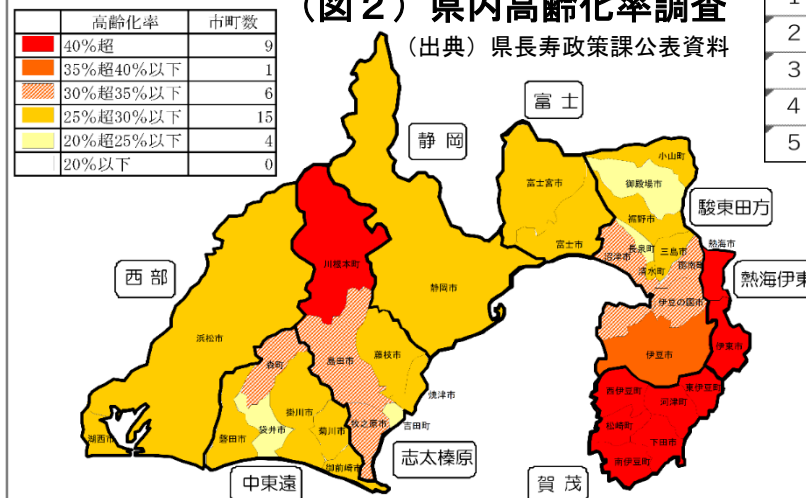 (図２）県内高齢化率調査
（出典）県長寿政策課公表資料
高齢化率 市町数
40%超 9
35%超40%以下 1
30%超35%以下 6
25%超30%以下 15
20%超25%以下 4
20%以下 0
1
2
3
4
5
富士
静岡
小山町
御殿場市
富士宮市
駿東田方
裾野市
富士市
長泉町
三島市
熱海市
沼津市
清水町
函南町
川根本町
西部
熱海伊東
静岡市
伊豆の国市
浜松市
伊豆市
伊東市
島田市
藤枝市
森町
西伊豆町
東伊豆町
河津町
焼津市
掛川市
牧之原市
吉田町
松崎町
湖西市
磐田市
袋井市
菊川市
下田市
御前崎市
志太榛原
南伊豆町
中東遠
賀茂